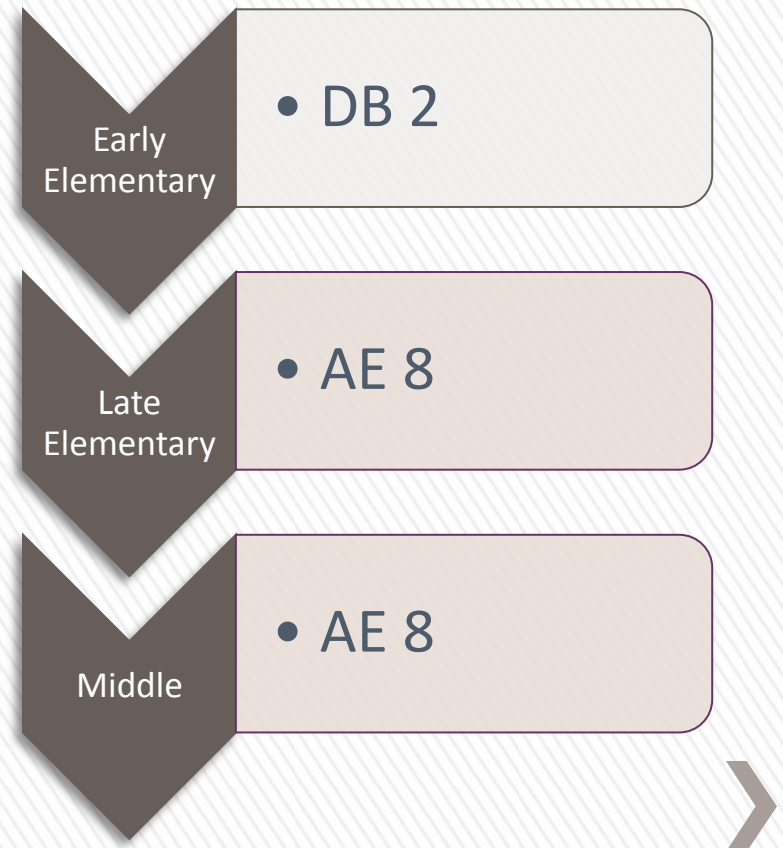 Early
Elementary
• DB 2
Late
Elementary
• AE 8
Middle
• AE 8